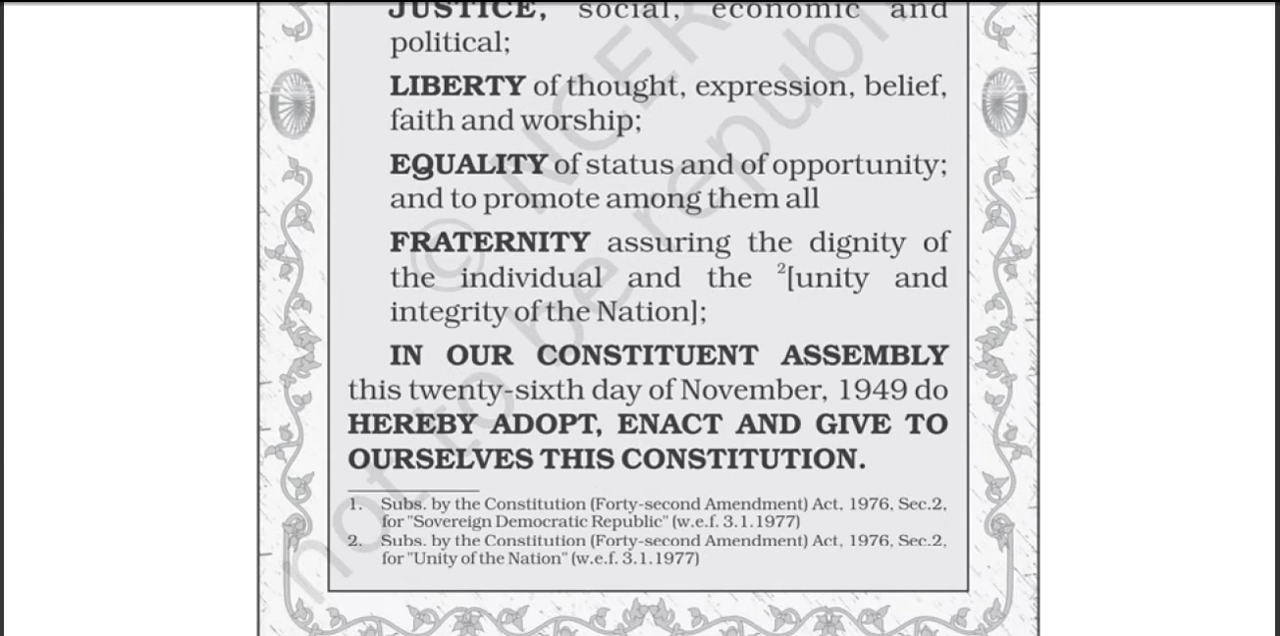 JUSTICE, social, economic and
political;
LIBERTY of thought, expression, belief,
faith and worship;
EQUALITY of status and of opportunity;
and to promote among them all
FRATERNITY assuring the dignity of
the individual and the ²[unity and
integrity of the Nation];
IN OUR CONSTITUENT ASSEMBLY
this twenty-sixth day of November, 1949 do
HEREBY ADOPT, ENACT AND GIVE TO
OURSELVES THIS CONSTITUTION.
1. Subs. by the Constitution (Forty-second Amendment) Act, 1976, Sec.2,
for "Sovereign Democratic Republic" (w.e.f. 3.1.1977)
2. Subs. by the Constitution (Forty-second Amendment) Act, 1976, Sec.2,
for "Unity of the Nation" (w.e.f. 3.1.1977)
© NCER
not to be republi